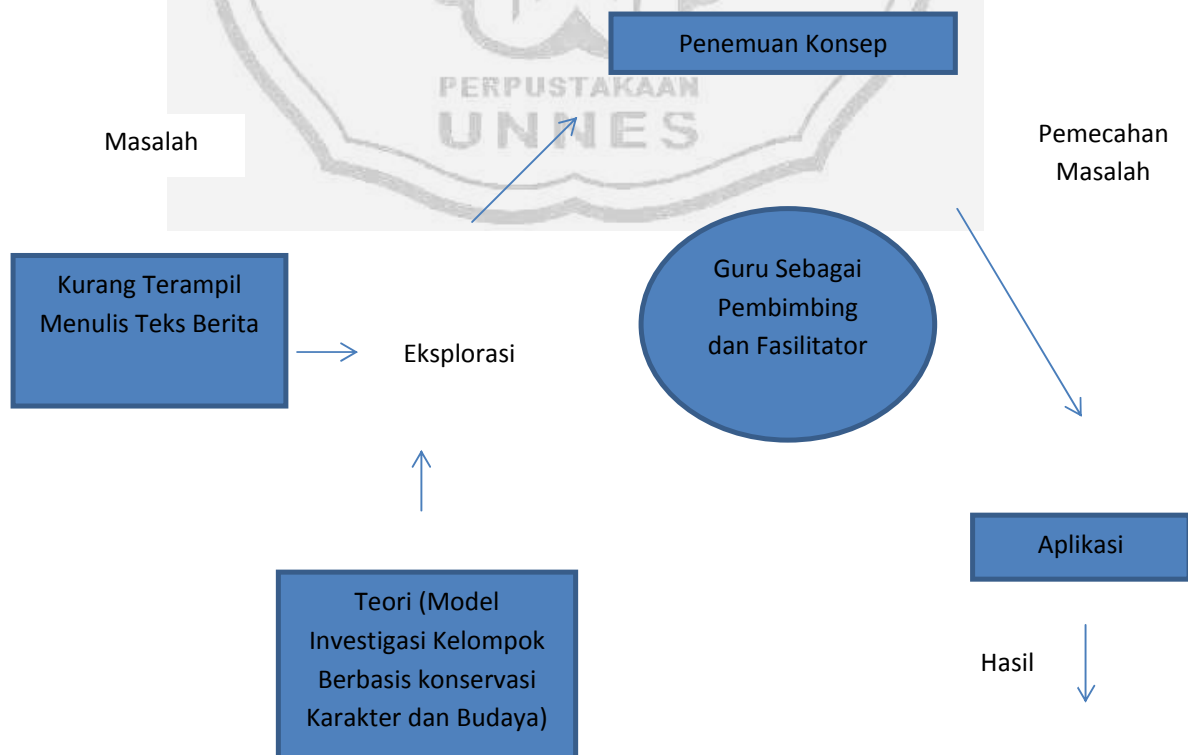 Penemuan Konsep
PERPUSTAKAAN
UNNES
Masalah
Pemecahan
Masalah
Kurang Terampil
Menulis Teks Berita
Eksplorasi
Guru Sebagai
Pembimbing
dan Fasilitator
Aplikasi
Teori (Model
Investigasi Kelompok
Berbasis konservasi
Karakter dan Budaya)
Hasil